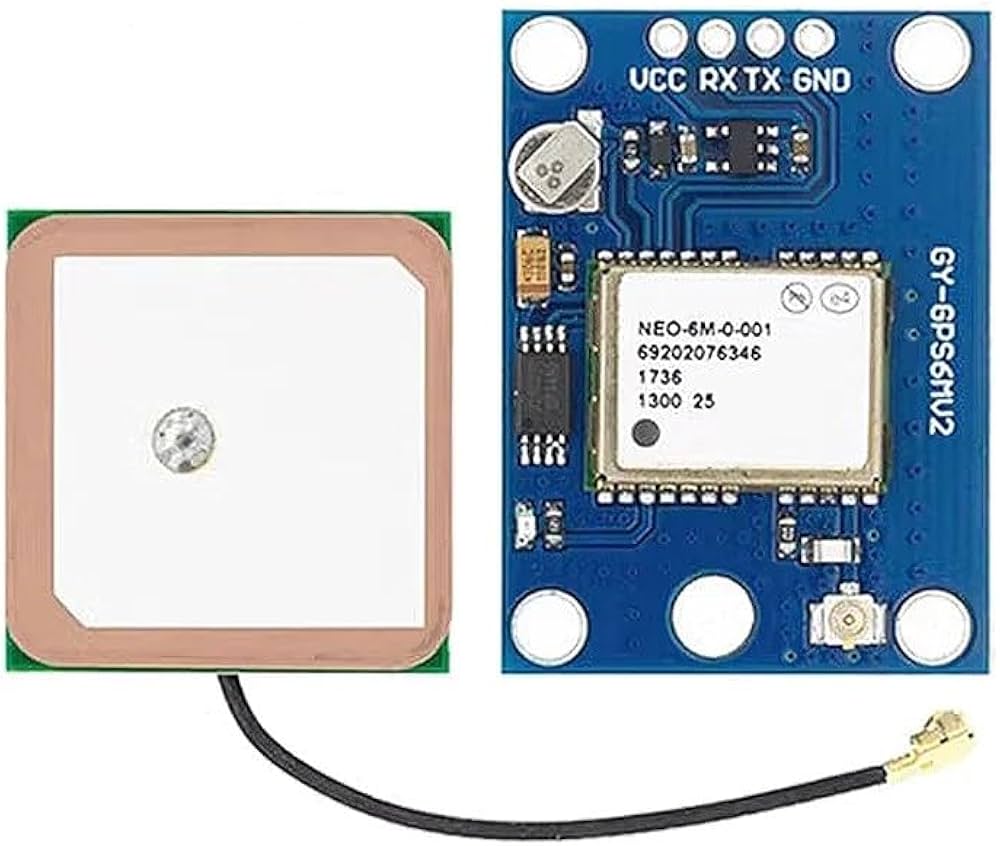 VCC RX TX GND
NEO-6M-0-001
69202076346
1736
1300 25
GY-GPS6MV2